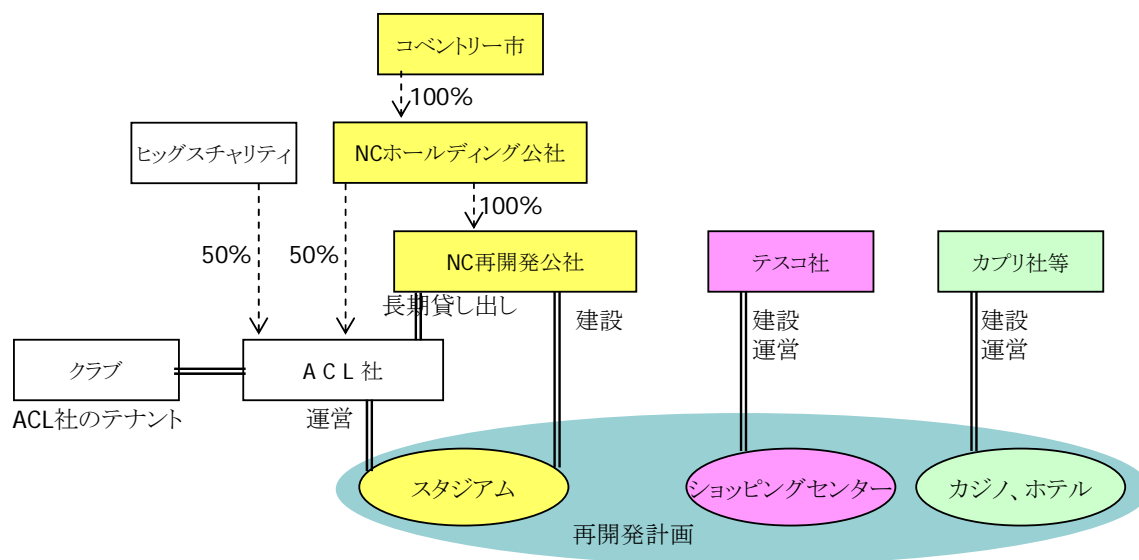 コベントリー市
100%
ヒッグスチャリティ
NCホールディング公社
100%
50%
50%
NC再開発公社
テスコ社
カプリ社等
長期貸し出し
建設
建設
運営
建設
運営
クラブ
ACL社
ACL社のテナント
運営
スタジアム
ショッピングセンター
カジノ、ホテル
再開発計画